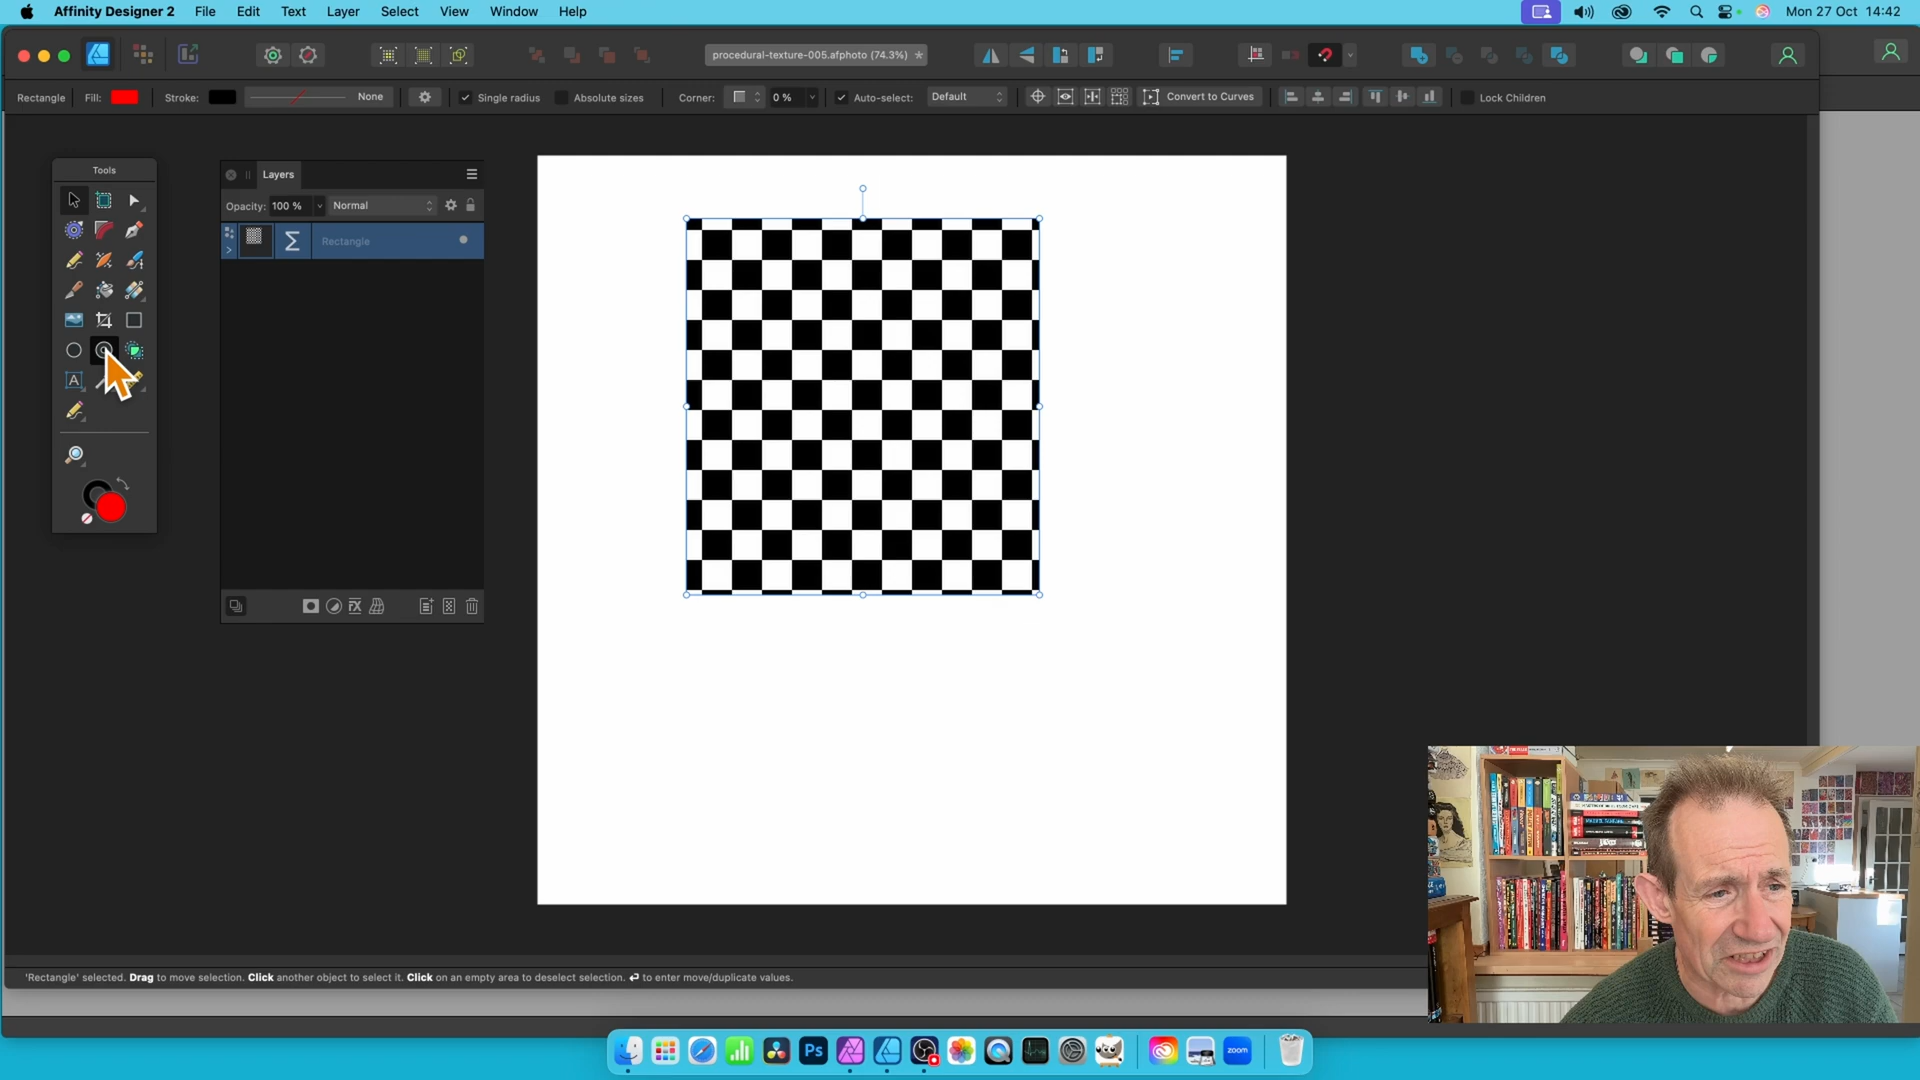 Affinity Designer 2 File Edit Text Layer Select View Window Help Mon 27 Oct 14:42
procedural-texture-005.afphoto (74.3%) *
Rectangle Fill: Stroke: None Single radius Absolute sizes Corner: 0 % Auto-select: Default Convert to Curves Lock Children
Tools
Layers
Opacity: 100 % Normal
Rectangle
A
FX
'Rectangle' selected. Drag to move selection. Click another object to select it. Click on an empty area to deselect selection. ↵ to enter move/duplicate values.
Ps
zoom